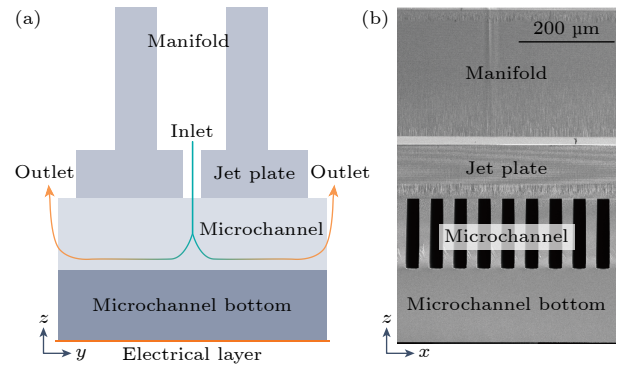 (a)
Manifold
Inlet
Outlet
Jet plate
Outlet
Microchannel
Microchannel bottom
z
y
Electrical layer
(b)
200 µm
Manifold
Jet plate
Microchannel
Microchannel bottom
z
x